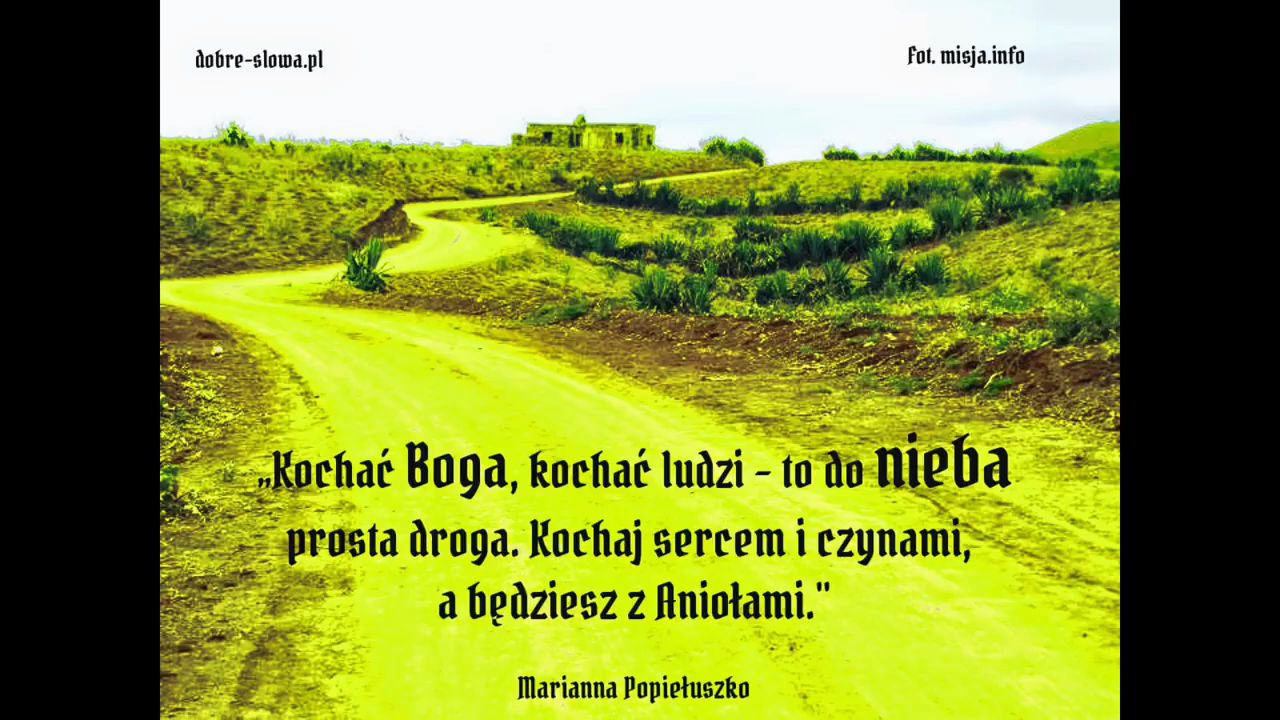 dobre-slowa.pl
Fot. misja.info
„Kochać Boga, kochać ludzi - to do nieba
prosta droga. Kochaj sercem i czynami,
a będziesz z Aniołami."
Marianna Popiełuszko